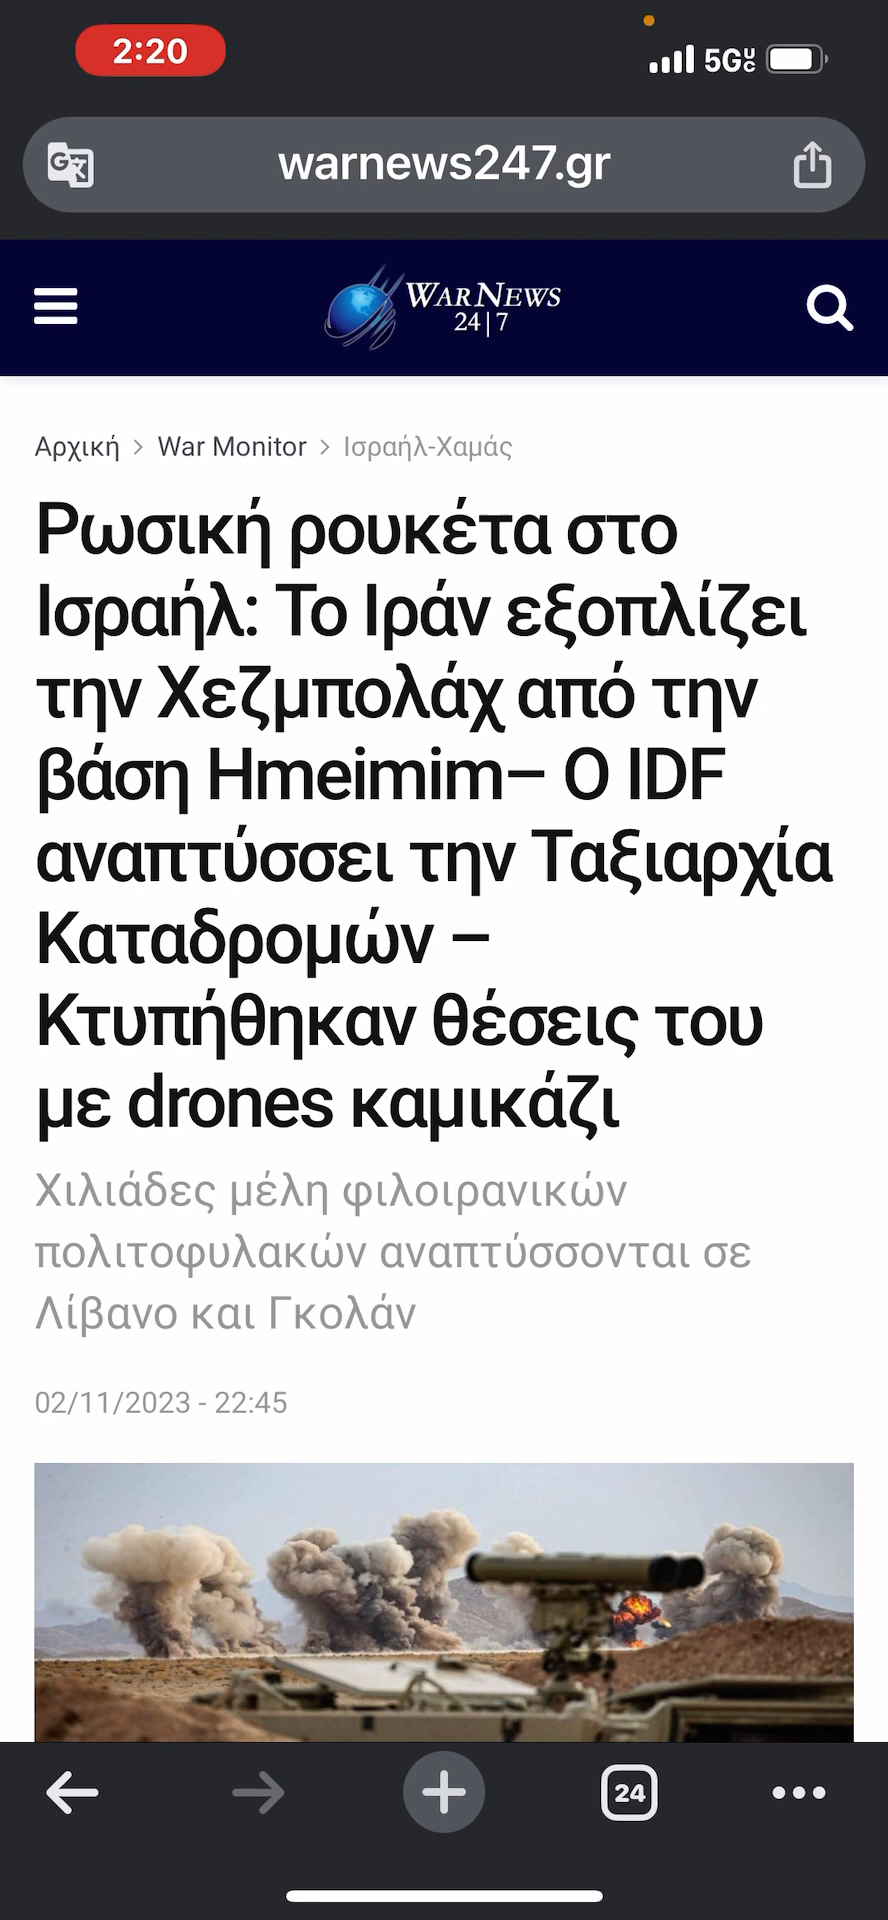 2:20
5G UC
warnews247.gr
WARNEWS
24|7
Αρχική > War Monitor > Ισραήλ-Χαμάς
Ρωσική ρουκέτα στο
Ισραήλ: Το Ιράν εξοπλίζει
την Χεζμπολάχ από την
βάση Hmeimim– Ο IDF
αναπτύσσει την Ταξιαρχία
Καταδρομών –
Κτυπήθηκαν θέσεις του
με drones καμικάζι
Χιλιάδες μέλη φιλοιρανικών
πολιτοφυλακών αναπτύσσονται σε
Λίβανο και Γκολάν
02/11/2023 - 22:45
24